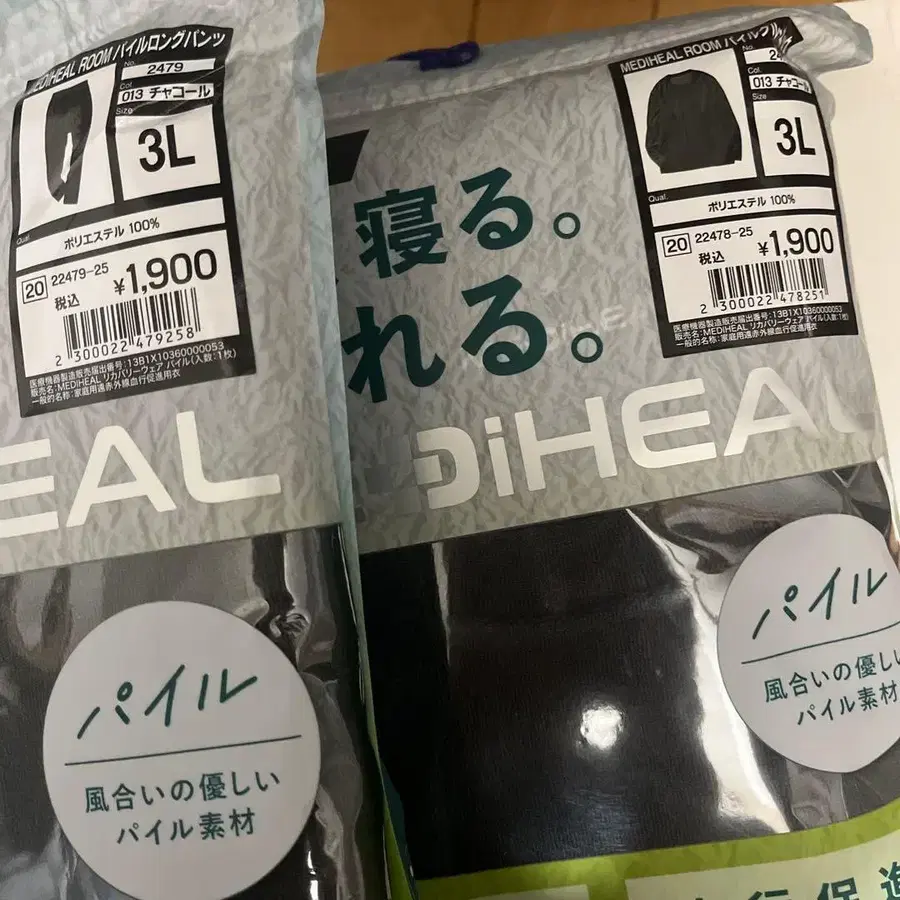 MEDIHEAL ROOM パイルロングパンツ
No.
2479
Col
013 チャコール
Size
3L
Qual.
ポリエステル 100%
20 22479-25
税込 ¥1,900
2 300022 479258
医療機器製造販売届出番号:13B1X10360000053
販売名:MEDIHEAL リカバリーウェア パイル(入数:1枚)
一般的名称:家庭用遠赤外線血行促進用衣
EAL
パイル
風合いの優しい
パイル素材
MEDIHEAL ROOM パイルプル
No.
247
Col
013 チャコール
Size
3L
Qual.
ポリエステル 100%
20 22478-25
税込 ¥1,900
2 300022 478251
医療機器製造販売届出番号:13B1X10360000053
販売名:MEDIHEAL リカバリーウェア パイル(入数:1枚)
一般的名称:家庭用遠赤外線血行促進用衣
寝る。
れる。
DiHEAL
パイル
風合いの優しい
パイル素材
行促進